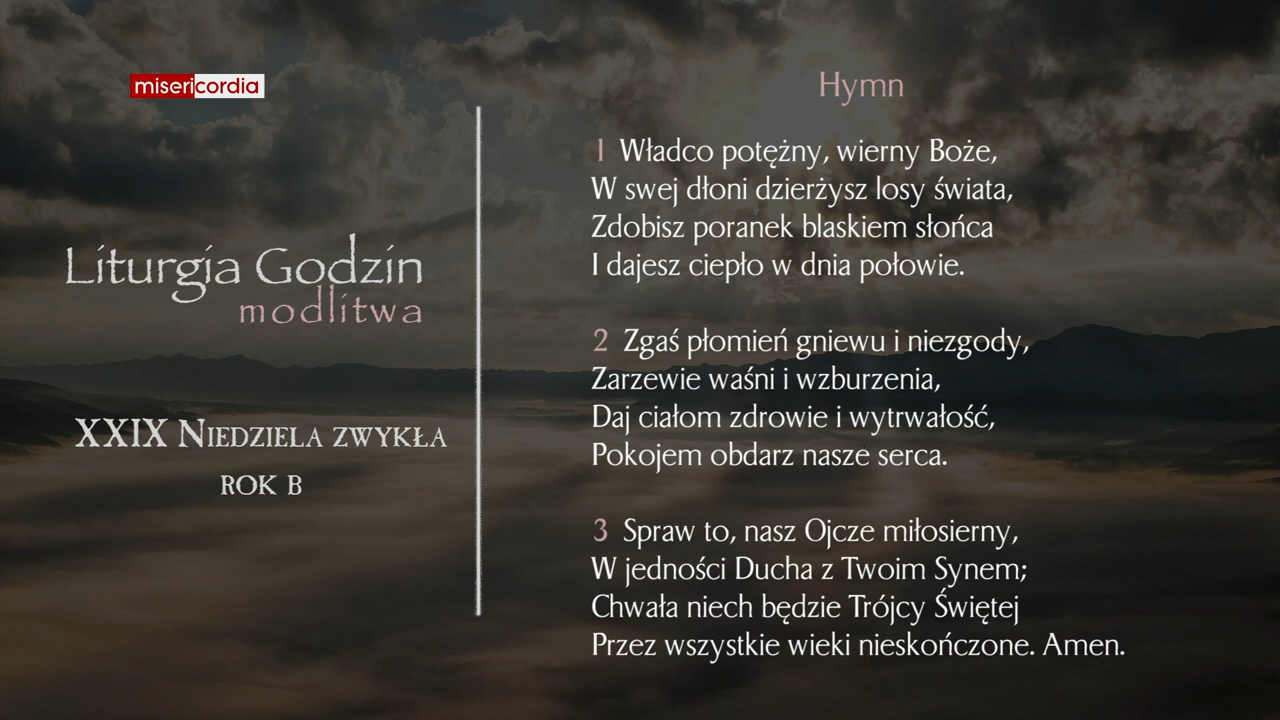 misericordia
Liturgia Godzin
modlitwa
XXIX Niedziela zwykła
rok B
Hymn
1 Władco potężny, wierny Boże,
W swej dłoni dzierżysz losy świata,
Zdobisz poranek blaskiem słońca
I dajesz ciepło w dnia połowie.
2 Zgaś płomień gniewu i niezgody,
Zarzewie waśni i wzburzenia,
Daj ciałom zdrowie i wytrwałość,
Pokojem obdarz nasze serca.
3 Spraw to, nasz Ojcze miłosierny,
W jedności Ducha z Twoim Synem;
Chwała niech będzie Trójcy Świętej
Przez wszystkie wieki nieskończone. Amen.